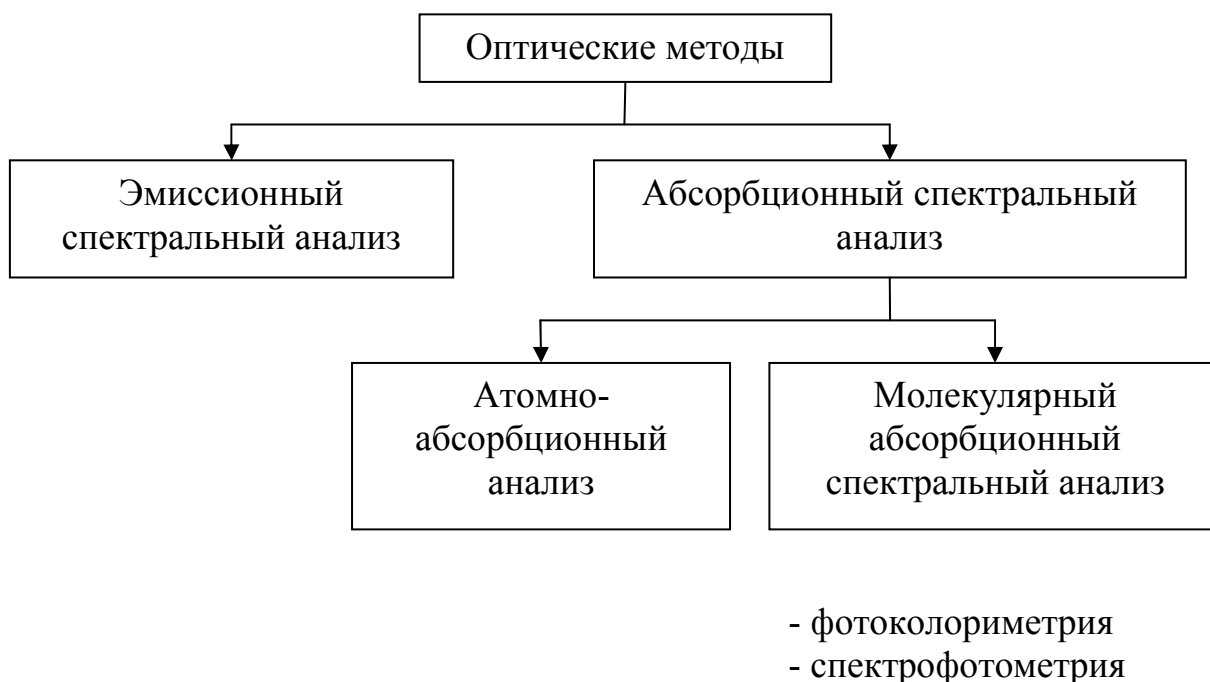 Оптические методы
Эмиссионный
спектральный анализ
Абсорбционный спектральный
анализ
Атомно-
абсорбционный
анализ
Молекулярный
абсорбционный
спектральный анализ
- фотоколориметрия
- спектрофотометрия